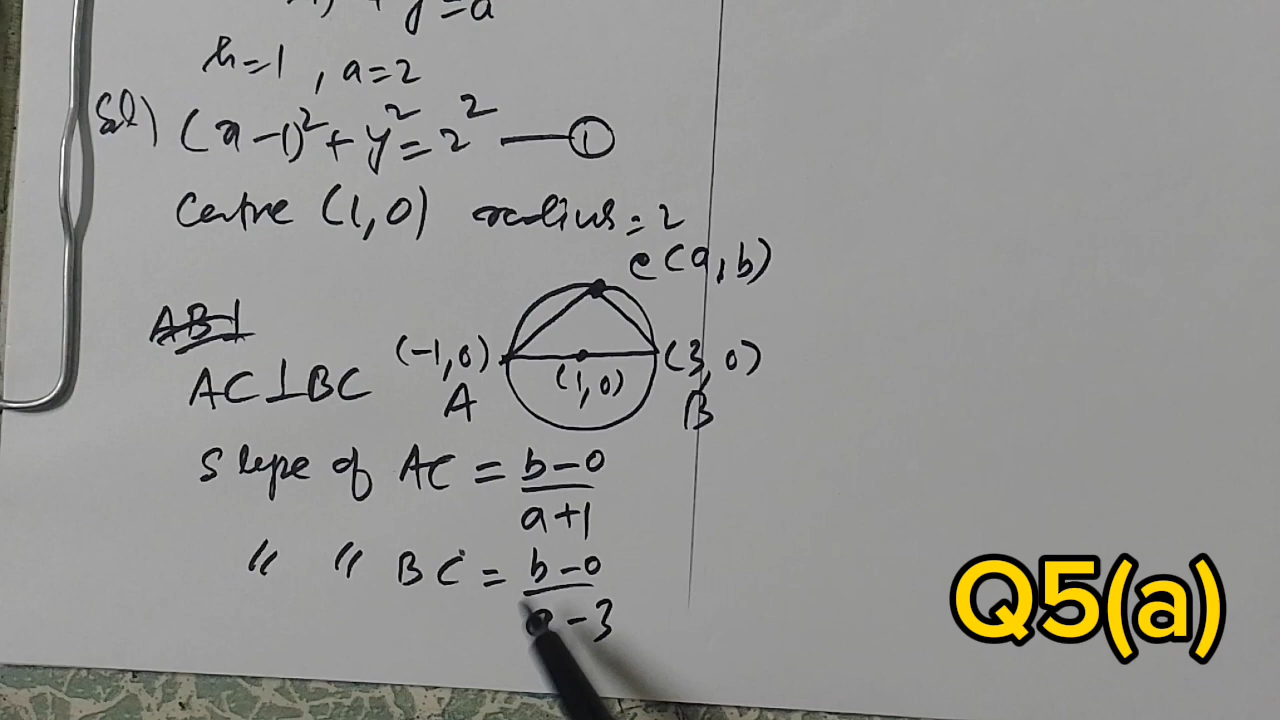 y = a
h=1, a=2
Sol) (x-1)² + y² = 2² —— ①
Centre (1,0) radius = 2
C(a,b)
AB⊥
AC⊥BC (-1,0) (1,0) (3,0)
A B
Slope of AC = b-0/a+1
" " BC = b-0/a-3
Q5(a)